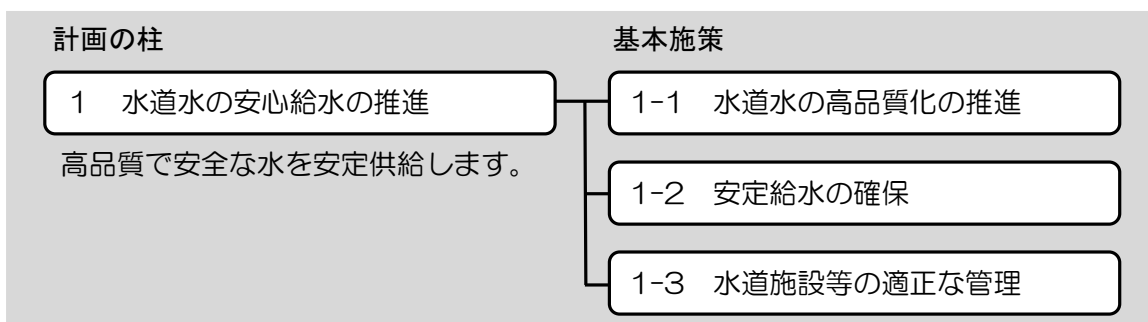 計画の柱
基本施策
1 水道水の安心給水の推進
高品質で安全な水を安定供給します。
1-1 水道水の高品質化の推進
1-2 安定給水の確保
1-3 水道施設等の適正な管理